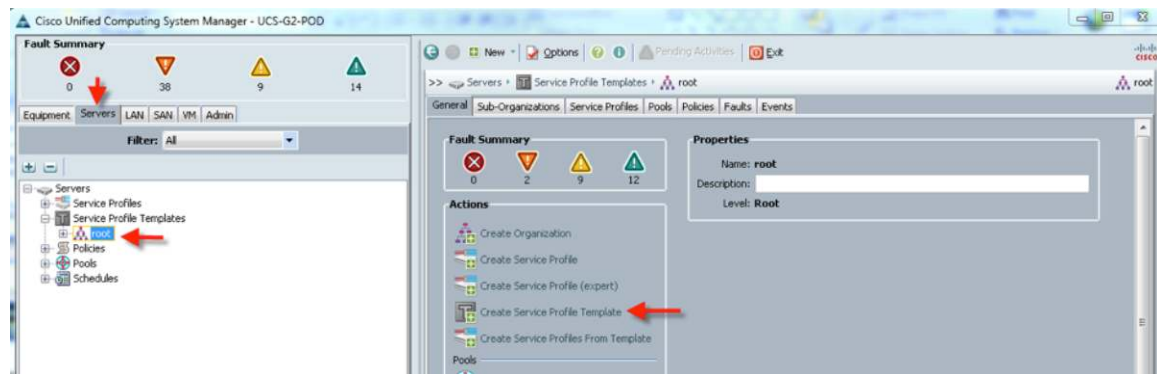 Cisco Unified Computing System Manager - UCS-G2-POD
Fault Summary
0 38 9 14
Equipment Servers LAN SAN VM Admin
Filter: All
Servers
Service Profiles
Service Profile Templates
root
Policies
Pools
Schedules
New Options Pending Activities Exit
CISCO
>> Servers Service Profile Templates root
root
General Sub-Organizations Service Profiles Pools Policies Faults Events
Fault Summary
0 2 9 12
Actions
Create Organization
Create Service Profile
Create Service Profile (expert)
Create Service Profile Template
Create Service Profiles From Template
Pools
Properties
Name: root
Description:
Level: Root